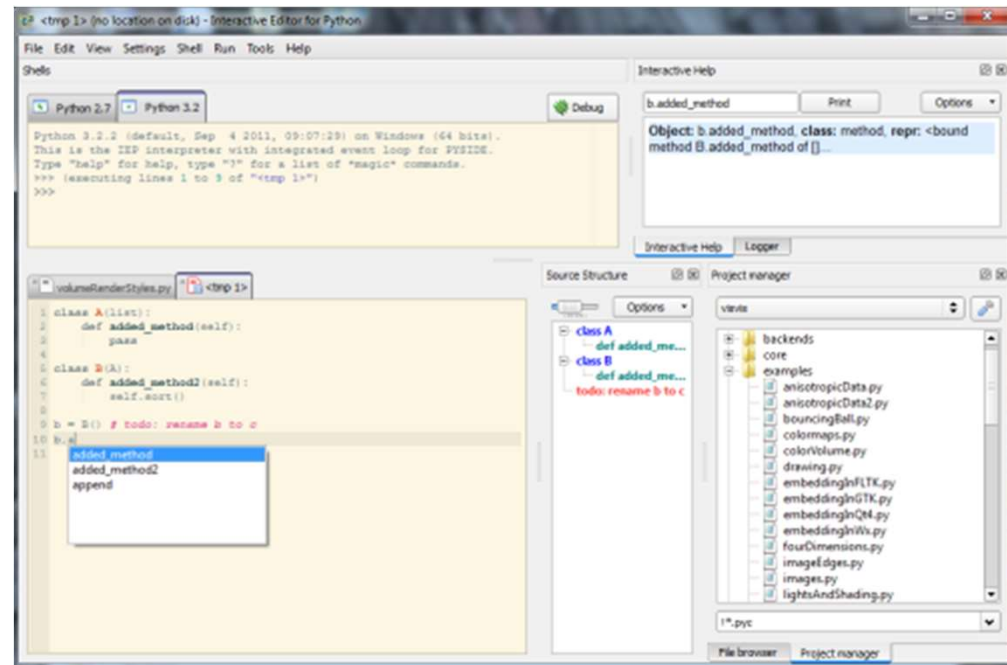 <tmp 1> (no location on disk) - Interactive Editor for Python
File Edit View Settings Shell Run Tools Help
Shells
Python 2.7 Python 3.2 Debug
Python 3.2.2 (default, Sep 4 2011, 09:07:29) on Windows (64 bits).
This is the IEP interpreter with integrated event loop for PYSIDE.
Type "help" for help, type "?" for a list of *magic* commands.
>>> (executing lines 1 to 9 of "<tmp 1>")
>>>
Interactive Help
b.added_method Print Options
Object: b.added_method, class: method, repr: <bound
method B.added_method of []...
Interactive Help Logger
volumeRenderStyles.py <tmp 1>
1 class A(list):
2 def added_method(self):
3 pass
4
5 class B(A):
6 def added_method2(self):
7 self.sort()
8
9 b = B() # todo: rename b to c
10 b.a
11
added_method
added_method2
append
Source Structure
Options
class A
def added_me...
class B
def added_me...
todo: rename b to c
Project manager
visvis
backends
core
examples
anisotropicData.py
anisotropicData2.py
bouncingBall.py
colormaps.py
colorVolume.py
drawing.py
embeddingInFLTK.py
embeddingInGTK.py
embeddingInQt4.py
embeddingInWx.py
fourDimensions.py
imageEdges.py
images.py
lightsAndShading.py
!*.pyc
File browser Project manager